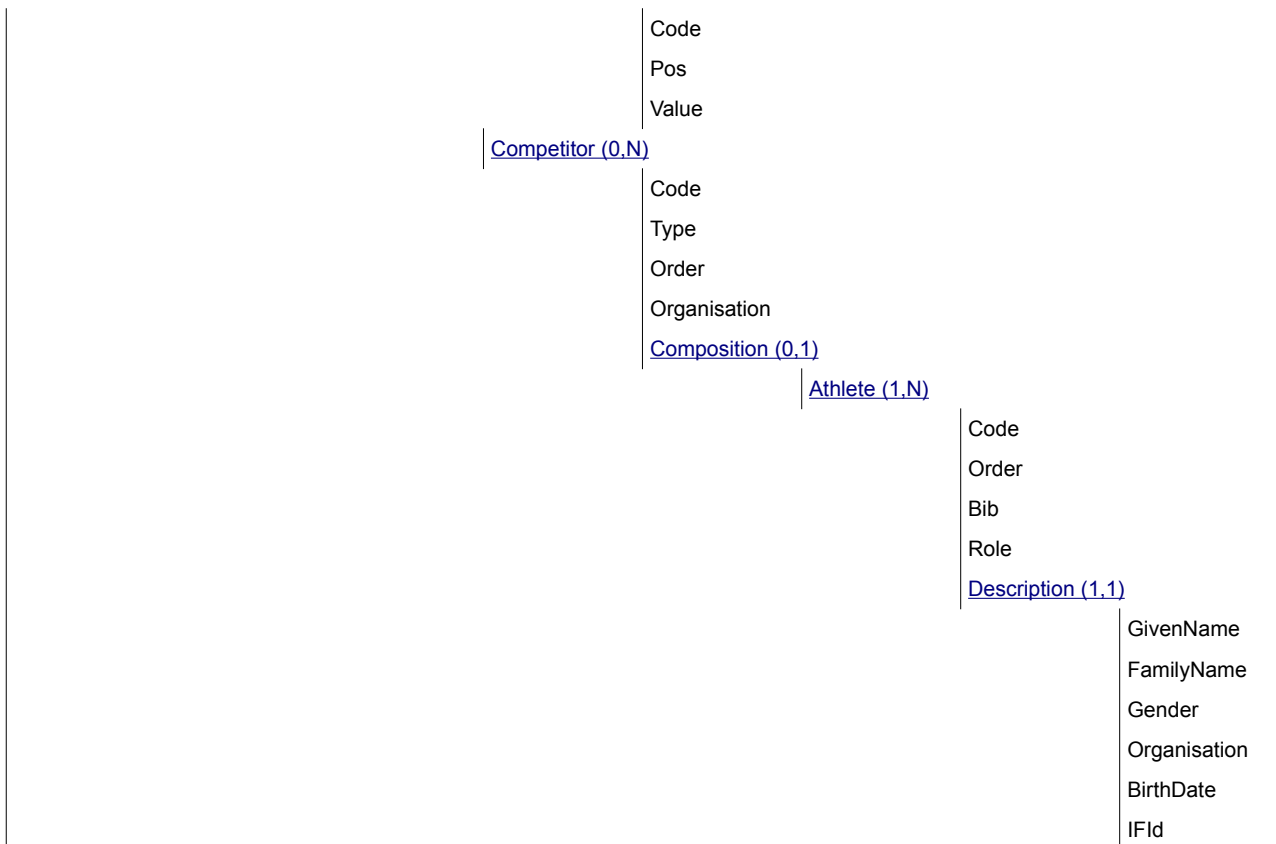 Code
Pos
Value
Competitor (0,N)
Code
Type
Order
Organisation
Composition (0,1)
Athlete (1,N)
Code
Order
Bib
Role
Description (1,1)
GivenName
FamilyName
Gender
Organisation
BirthDate
IFId